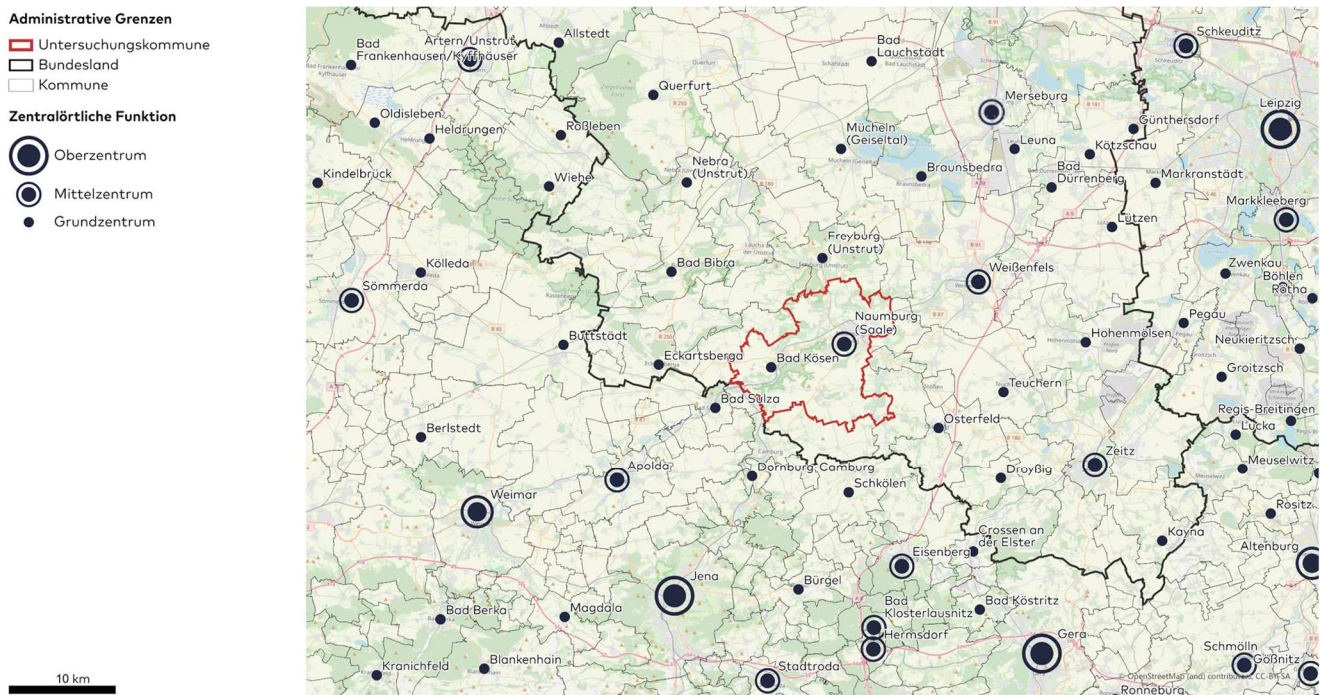 Administrative Grenzen
Untersuchungskommune
Bundesland
Kommune
Zentralörtliche Funktion
Oberzentrum
Mittelzentrum
Grundzentrum
10 km
Bad
Frankenhausen/Kyffhäuser
Artern/Unstrut
Allstedt
Bad
Lauchstädt
Schkeuditz
Querfurt
Merseburg
Leipzig
Oldisleben
Heldrungen
Roßleben
Mücheln
(Geiseltal)
Leuna
Günthersdorf
Kötzschau
Kindelbrück
Wiehe
Nebra
(Unstrut)
Braunsbedra
Bad
Dürrenberg
Markranstädt
Markkleeberg
Lützen
Freyburg
(Unstrut)
Kölleda
Bad Bibra
Weißenfels
Zwenkau
Böhlen
Rötha
Sömmerda
Naumburg
(Saale)
Pegau
Buttstädt
Hohenmölsen
Neukieritzsch
Eckartsberga
Bad Kösen
Groitzsch
Teuchern
Bad Sulza
Regis-Breitingen
Osterfeld
Lucka
Berlstedt
Zeitz
Meuselwitz
Apolda
Dornburg-Camburg
Droyßig
Weimar
Schkölen
Rositz
Crossen an
der Elster
Kayna
Eisenberg
Altenburg
Jena
Bürgel
Bad
Klosterlausnitz
Bad Köstritz
Bad Berka
Magdala
Hermsdorf
Gera
Schmölln
Kranichfeld
Blankenhain
Stadtroda
Gößnitz
© OpenStreetMap (and) contributors, CC-BY-SA
Ronneburg